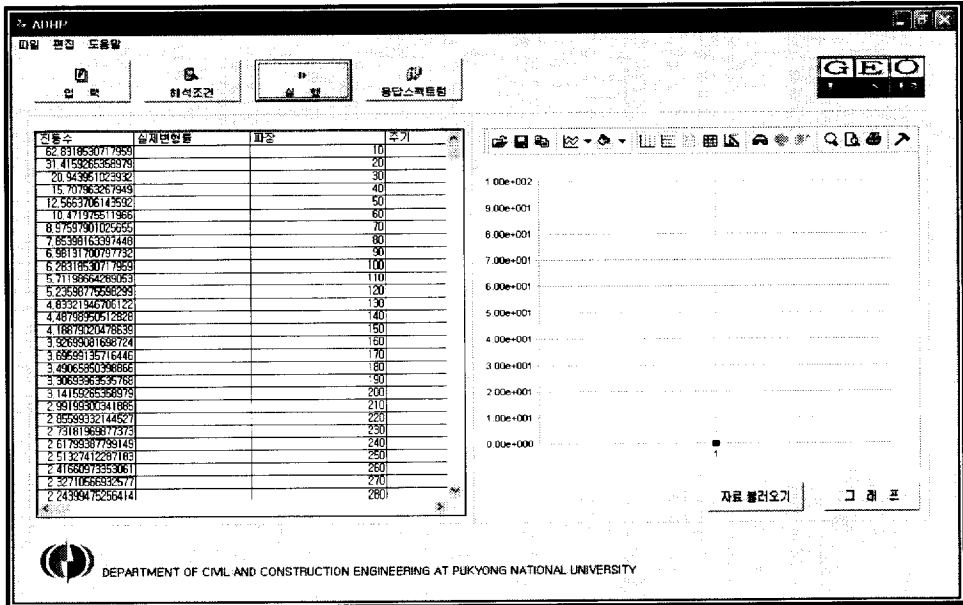 ADHP
파일 편집 도움말
입 력 해석조건 실 행 응답스펙트럼
GEO
진동수 실제변형률 파장 주기
62.8318530717959 10
31.4159265358979 20
20.943951023932 30
15.707963267949 40
12.5663706143592 50
10.471975511966 60
8.97597901025655 70
7.85398163397448 80
6.98131700797732 90
6.28318530717959 100
5.71198664289053 110
5.23598775598299 120
4.83321946706122 130
4.48798950512828 140
4.18879020478639 150
3.92699081698724 160
3.69599135716446 170
3.49065850398866 180
3.30693963535768 190
3.14159265358979 200
2.99199300341885 210
2.85599332144527 220
2.73181969877373 230
2.61799387799149 240
2.51327412287183 250
2.41660973353061 260
2.32710566932577 270
2.24399475256414 280
1.00e+002
9.00e+001
8.00e+001
7.00e+001
6.00e+001
5.00e+001
4.00e+001
3.00e+001
2.00e+001
1.00e+001
0.00e+000
1
자료 불러오기 그 래 프
DEPARTMENT OF CIVIL AND CONSTRUCTION ENGINEERING AT PUKYONG NATIONAL UNIVERSITY